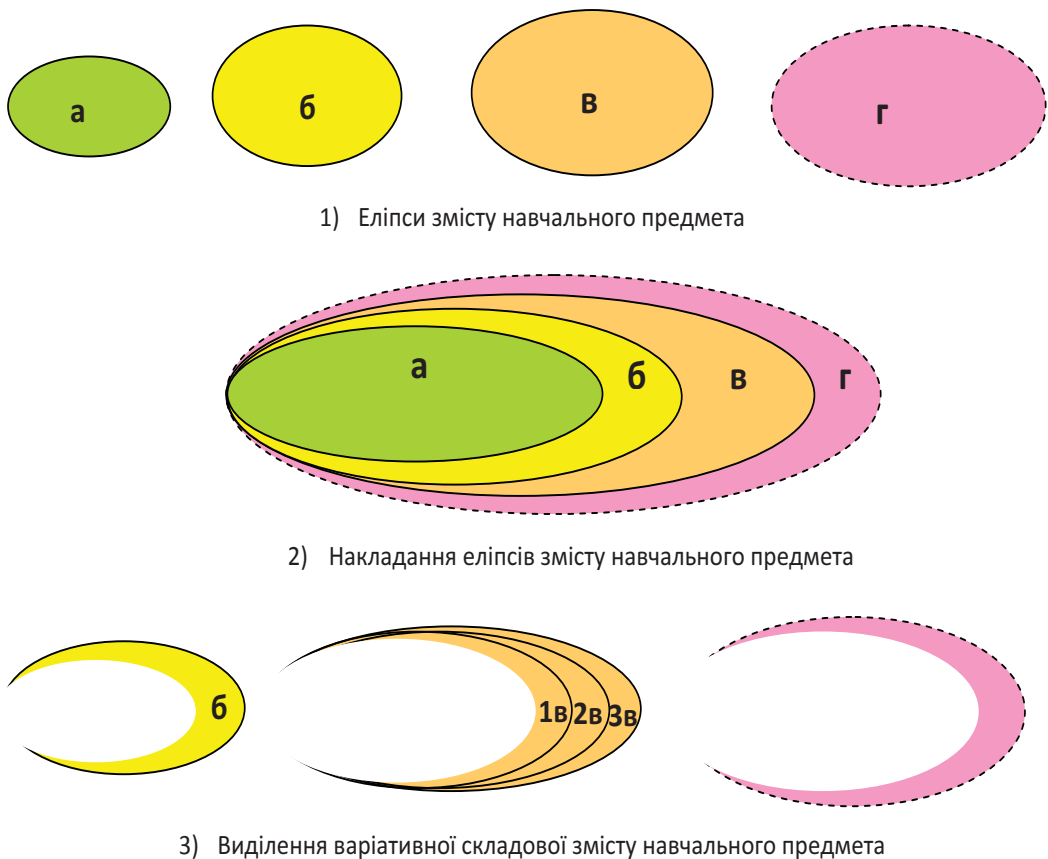 а б в г
1) Еліпси змісту навчального предмета
а б в г
2) Накладання еліпсів змісту навчального предмета
б 1в 2в 3в
3) Виділення варіативної складової змісту навчального предмета